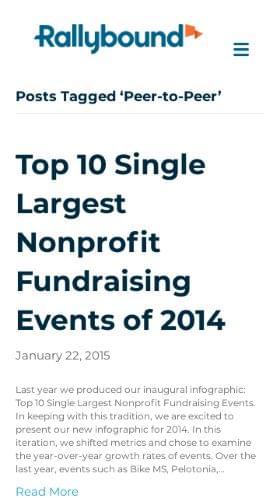 Rallybound
Posts Tagged ‘Peer-to-Peer’
Top 10 Single
Largest
Nonprofit
Fundraising
Events of 2014
January 22, 2015
Last year we produced our inaugural infographic:
Top 10 Single Largest Nonprofit Fundraising Events.
In keeping with this tradition, we are excited to
present our new infographic for 2014. In this
iteration, we shifted metrics and chose to examine
the year-over-year growth rates of events. Over the
last year, events such as Bike MS, Pelotonia,...
Read More